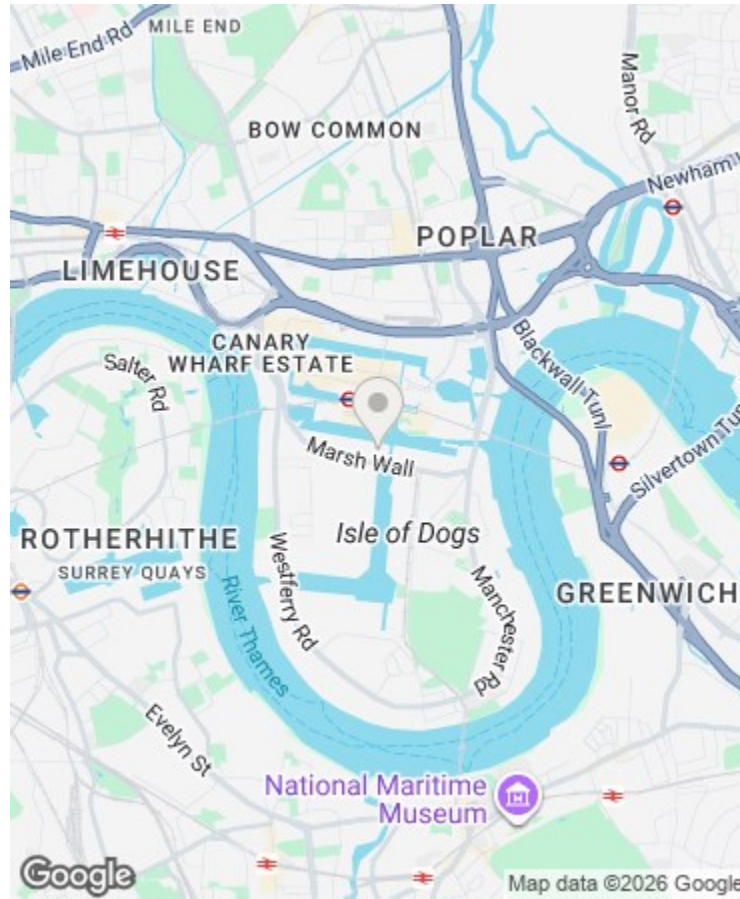 MILE END
Mile End Rd
Manor Rd
BOW COMMON
Newham
POPLAR
LIMEHOUSE
CANARY
WHARF ESTATE
Salter Rd
Blackwall Tunl
Marsh Wall
Silvertown Tun
Isle of Dogs
ROTHERHITHE
SURREY QUAYS
Westferry Rd
River Thames
Manchester Rd
GREENWICH
Evelyn St
National Maritime
Museum
Google
Map data ©2026 Google